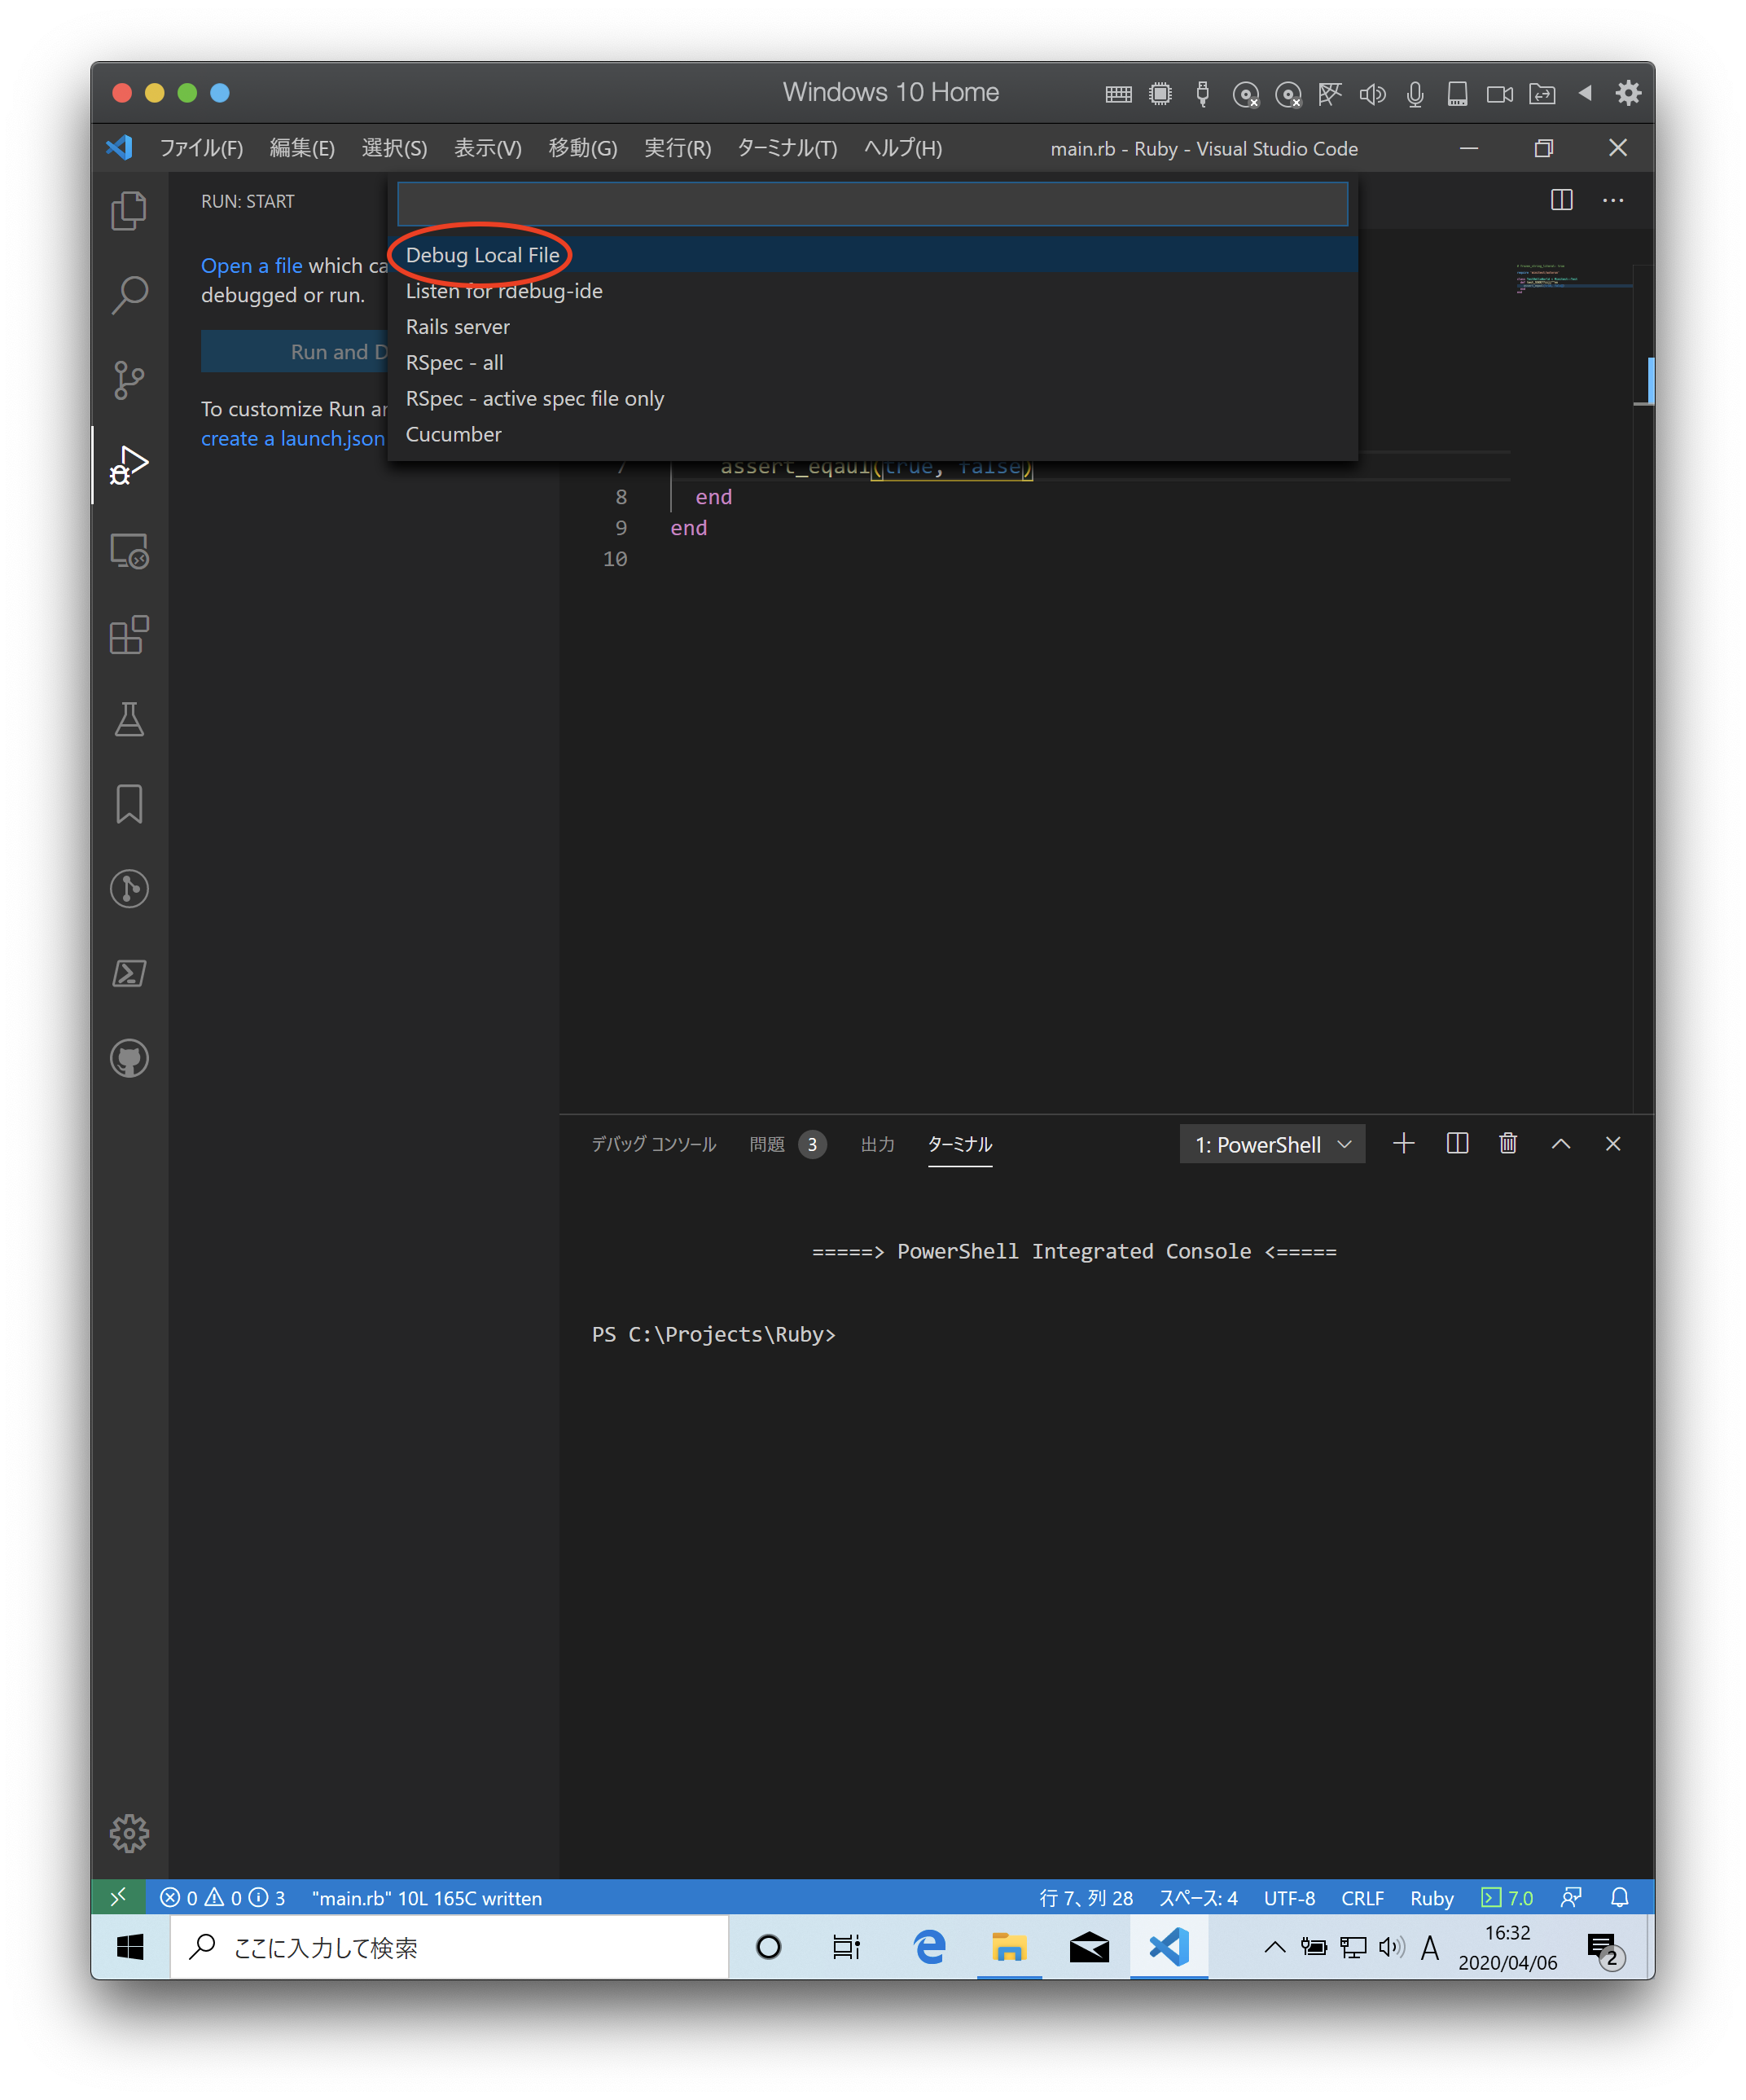 Windows 10 Home
ファイル(F) 編集(E) 選択(S) 表示(V) 移動(G) 実行(R) ターミナル(T) ヘルプ(H) main.rb - Ruby - Visual Studio Code
RUN: START
Open a file which ca
debugged or run.
Run and D
To customize Run an
create a launch.json
Debug Local File
Listen for rdebug-ide
Rails server
RSpec - all
RSpec - active spec file only
Cucumber
7 assert_eqaul(true, false)
8 end
9 end
10
デバッグ コンソール 問題 3 出力 ターミナル 1: PowerShell
=====> PowerShell Integrated Console <=====
PS C:\Projects\Ruby>
0 0 3 "main.rb" 10L 165C written 行 7、列 28 スペース: 4 UTF-8 CRLF Ruby 7.0
ここに入力して検索 A 16:32
2020/04/06 2